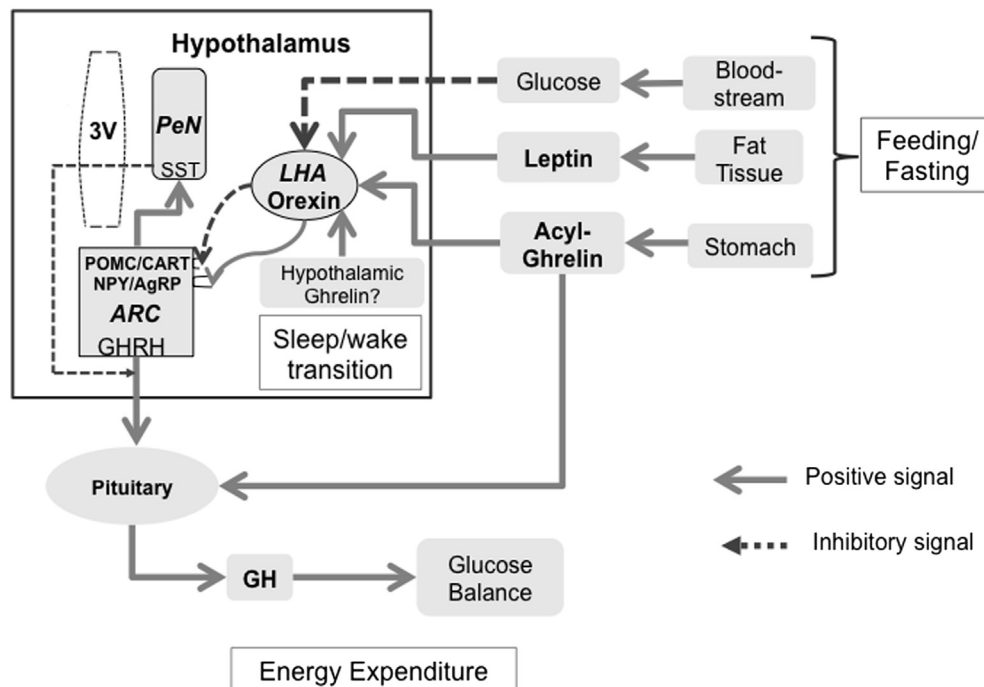 Hypothalamus
3V
PeN
SST
LHA
Orexin
POMC/CART
NPY/AgRP
ARC
GHRH
Hypothalamic
Ghrelin?
Sleep/wake
transition
Glucose
Blood-
stream
Leptin
Fat
Tissue
Acyl-
Ghrelin
Stomach
Feeding/
Fasting
Pituitary
Positive signal
Inhibitory signal
GH
Glucose
Balance
Energy Expenditure